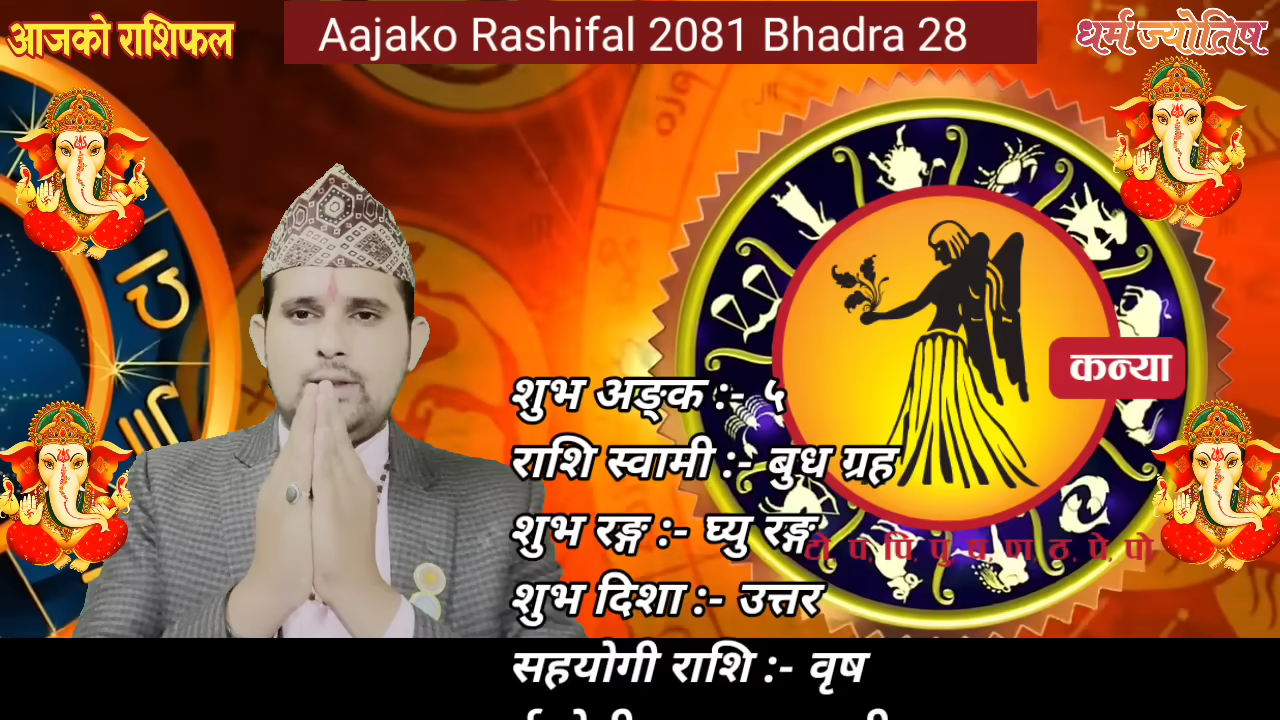 आजको राशिफल
Aajako Rashifal 2081 Bhadra 28
धर्म ज्योतिष
कन्या
शुभ अङ्क :- ५
राशि स्वामी :- बुध ग्रह
शुभ रङ्ग :- घ्यु रङ्ग
टो, प, पि, पु, ष, ण, ठ, पे, पो
शुभ दिशा :- उत्तर
सहयोगी राशि :- वृष